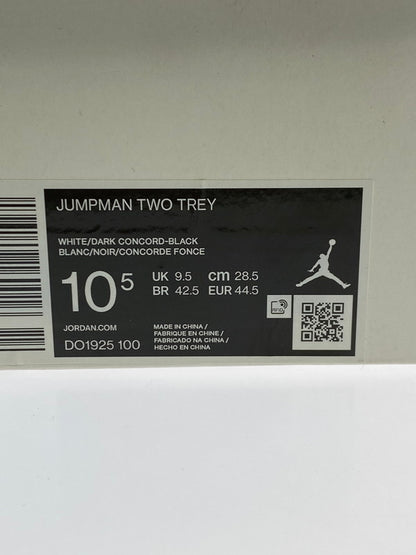 JUMPMAN TWO TREY
WHITE/DARK CONCORD-BLACK
BLANC/NOIR/CONCORDE FONCE
10⁵ UK 9.5 cm 28.5
BR 42.5 EUR 44.5
JORDAN.COM
DO1925 100
MADE IN CHINA /
FABRIQUE EN CHINE /
FABRICADO NA CHINA /
HECHO EN CHINA
RFID